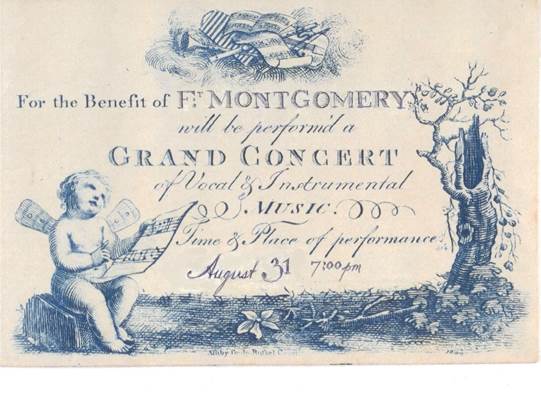 For the Benefit of Ft MONTGOMERY
will be perform'd a
GRAND CONCERT
of Vocal & Instrumental
MUSIC.
Time & Place of performance
August 31 7:00pm